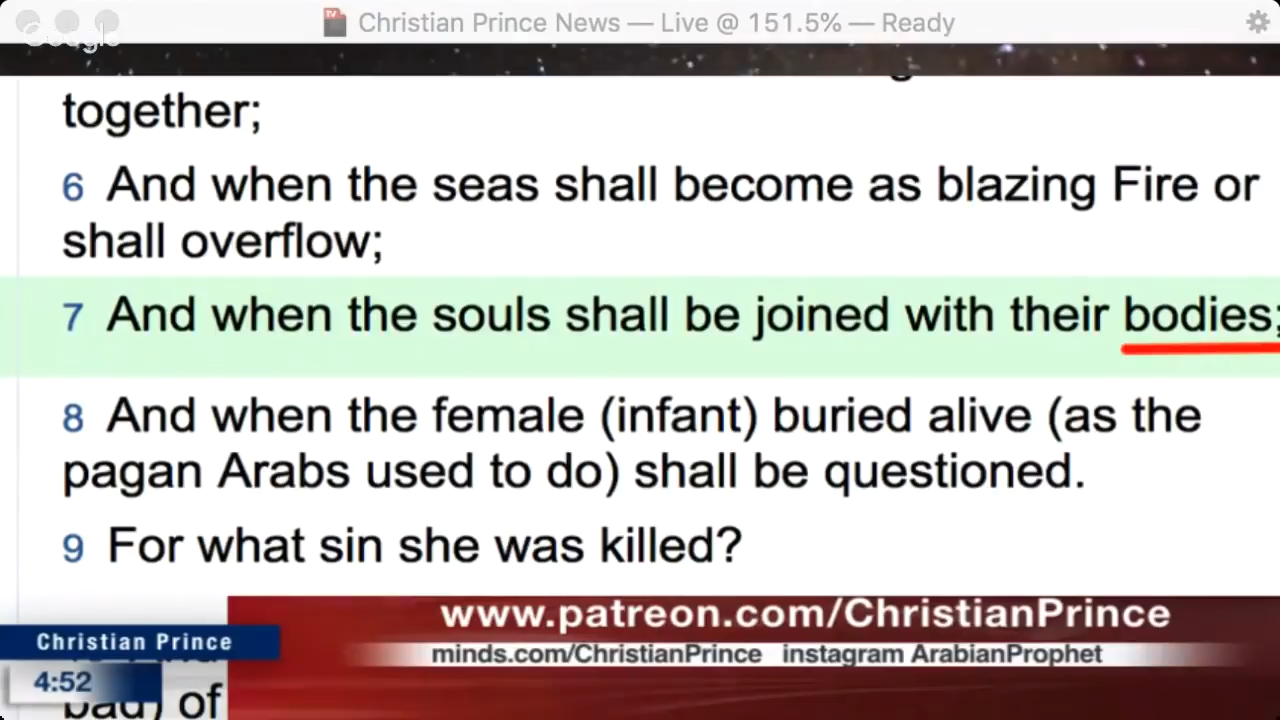 Christian Prince News — Live @ 151.5% — Ready
Google
together;
6 And when the seas shall become as blazing Fire or
shall overflow;
7 And when the souls shall be joined with their bodies;
8 And when the female (infant) buried alive (as the
pagan Arabs used to do) shall be questioned.
9 For what sin she was killed?
www.patreon.com/ChristianPrince
Christian Prince
minds.com/ChristianPrince instagram ArabianProphet
4:52
bad) of